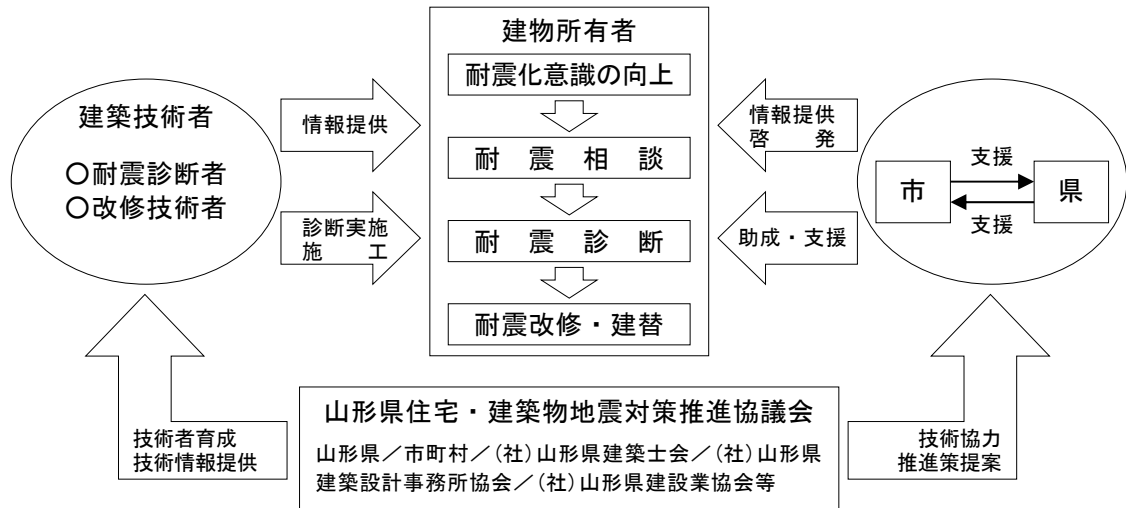 建物所有者
耐震化意識の向上
耐　震　相　談
耐　震　診　断
耐震改修・建替
建築技術者
○耐震診断者
○改修技術者
情報提供
診断実施
施　　工
情報提供
啓　　発
助成・支援
市
支援
支援
県
技術者育成
技術情報提供
山形県住宅・建築物地震対策推進協議会
山形県／市町村／(社)山形県建築士会／(社)山形県
建築設計事務所協会／(社)山形県建設業協会等
技術協力
推進策提案